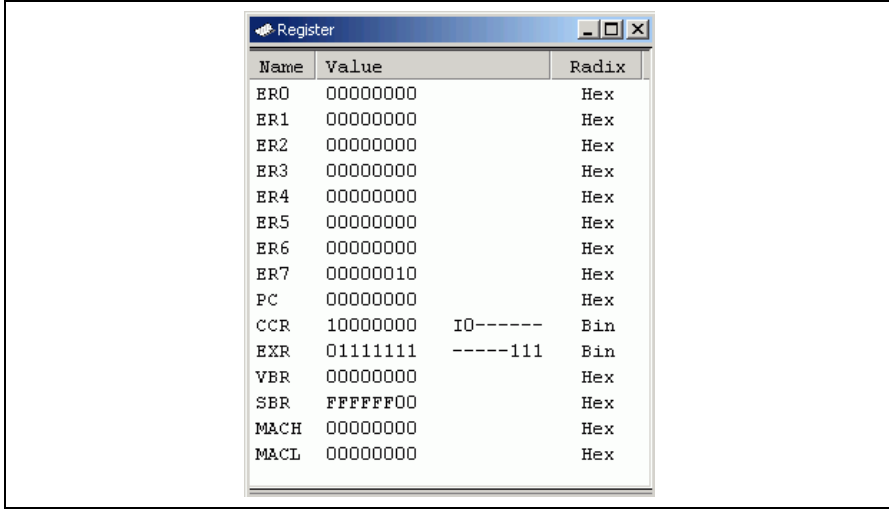 Register
Name Value Radix
ER0 00000000 Hex
ER1 00000000 Hex
ER2 00000000 Hex
ER3 00000000 Hex
ER4 00000000 Hex
ER5 00000000 Hex
ER6 00000000 Hex
ER7 00000010 Hex
PC 00000000 Hex
CCR 10000000 I0------ Bin
EXR 01111111 -----111 Bin
VBR 00000000 Hex
SBR FFFFFF00 Hex
MACH 00000000 Hex
MACL 00000000 Hex